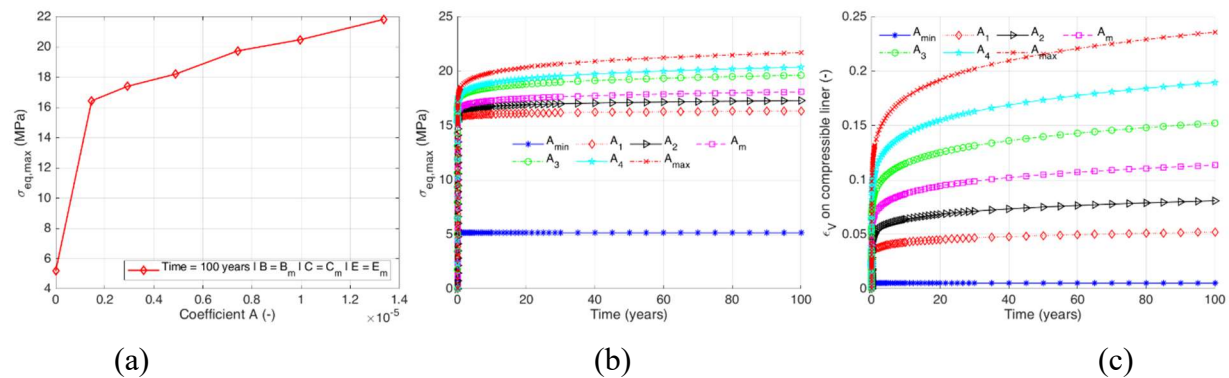 22
20
18
16
14
12
10
8
6
4
σeq,max (MPa)
0 0.2 0.4 0.6 0.8 1 1.2 1.4
×10-5
Coefficient A (-)
Time = 100 years | B = Bm | C = Cm | E = Em
(a)
25
20
15
10
5
0
σeq,max (MPa)
Amin A1 A2 Am
A3 A4 Amax
0 20 40 60 80 100
Time (years)
(b)
0.25
0.2
0.15
0.1
0.05
0
εV on compressible liner (-)
Amin A1 A2 Am
A3 A4 Amax
0 20 40 60 80 100
Time (years)
(c)